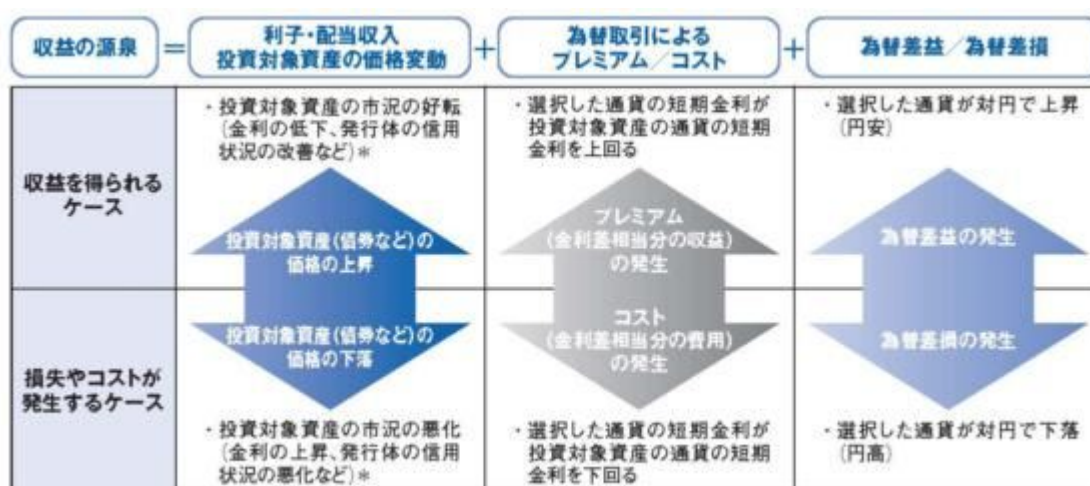 収益の源泉
=
利子・配当収入
投資対象資産の価格変動
+
為替取引による
プレミアム/コスト
+
為替差益/為替差損
収益を得られる
ケース
・投資対象資産の市況の好転
(金利の低下、発行体の信用
状況の改善など)*
投資対象資産(債券など)の
価格の上昇
・選択した通貨の短期金利が
投資対象資産の通貨の短期
金利を上回る
プレミアム
(金利差相当分の収益)
の発生
・選択した通貨が対円で上昇
(円安)
為替差益の発生
損失やコストが
発生するケース
投資対象資産(債券など)の
価格の下落
・投資対象資産の市況の悪化
(金利の上昇、発行体の信用
状況の悪化など)*
コスト
(金利差相当分の費用)
の発生
・選択した通貨の短期金利が
投資対象資産の通貨の短期
金利を下回る
為替差損の発生
・選択した通貨が対円で下落
(円高)